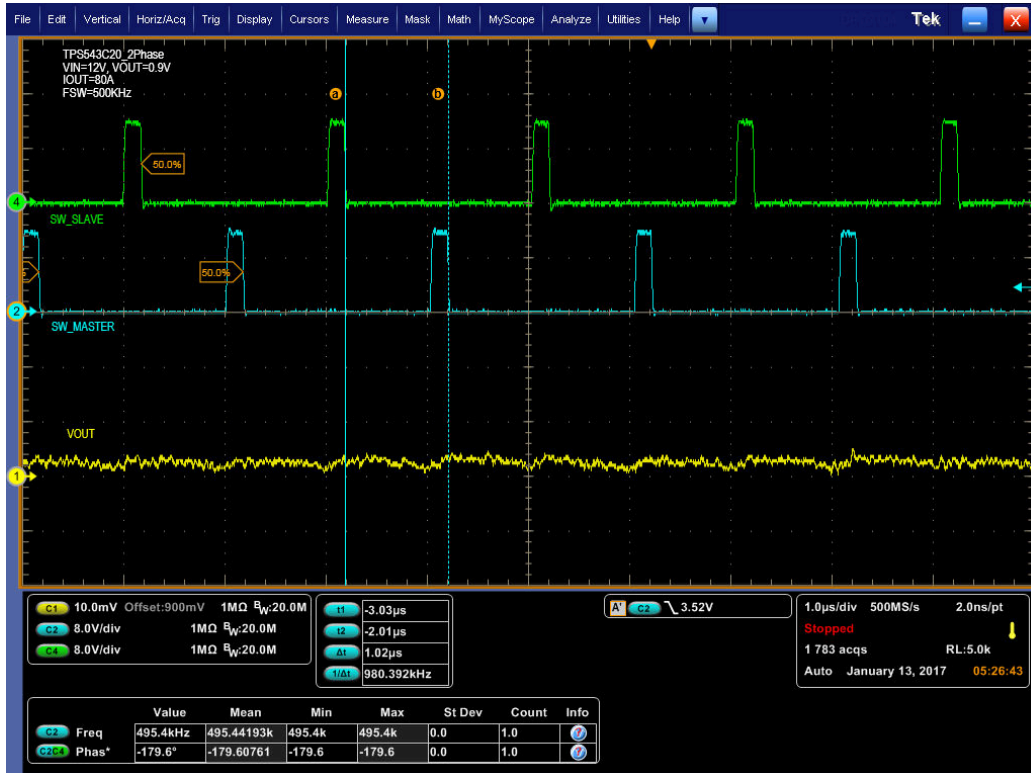 File Edit Vertical Horiz/Acq Trig Display Cursors Measure Mask Math MyScope Analyze Utilities Help Tek X
TPS543C20_2Phase
VIN=12V, VOUT=0.9V
IOUT=80A
FSW=500KHz
a b
50.0%
4
SW_SLAVE
50.0%
2
SW_MASTER
VOUT
1
C1 10.0mV Offset:900mV 1MΩ BW:20.0M
C2 8.0V/div 1MΩ BW:20.0M
C4 8.0V/div 1MΩ BW:20.0M
t1 -3.03µs
t2 -2.01µs
Δt 1.02µs
1/Δt 980.392kHz
A' C2 3.52V
1.0µs/div 500MS/s 2.0ns/pt
Stopped
1 783 acqs RL:5.0k
Auto January 13, 2017 05:26:43
Value Mean Min Max St Dev Count Info
C2 Freq 495.4kHz 495.44193k 495.4k 495.4k 0.0 1.0
C2C4 Phas* -179.6° -179.60761 -179.6 -179.6 0.0 1.0